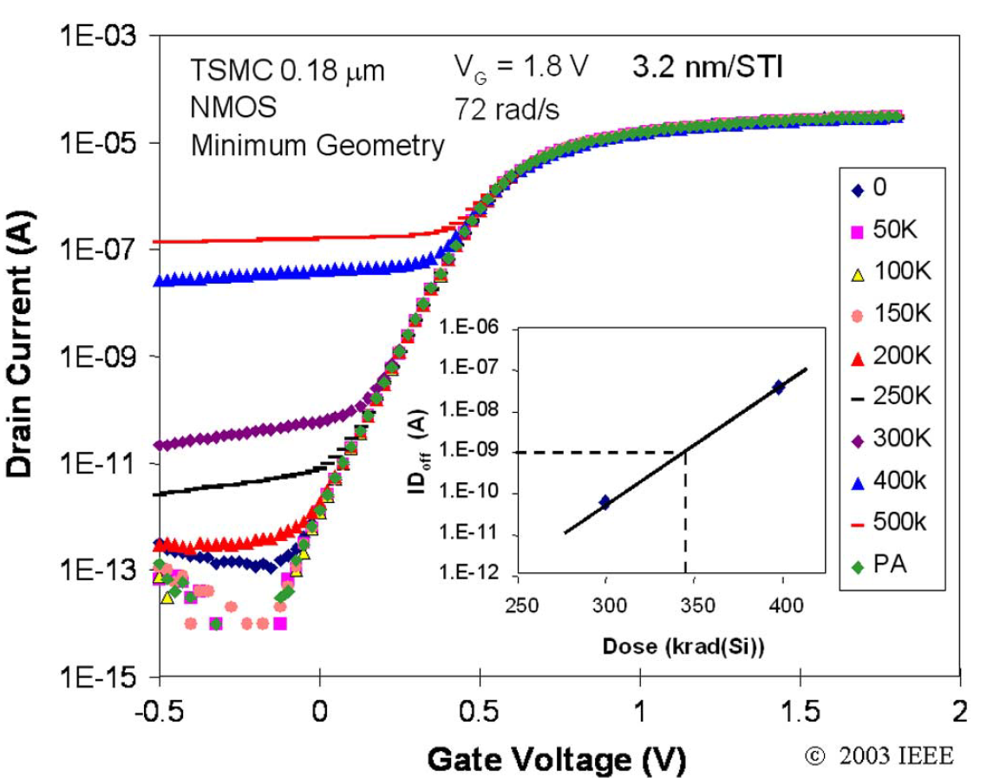 1E-03
1E-05
1E-07
1E-09
1E-11
1E-13
1E-15
Drain Current (A)
TSMC 0.18 μm
NMOS
Minimum Geometry
V_G = 1.8 V
72 rad/s
3.2 nm/STI
0
50K
100K
150K
200K
250K
300K
400k
500k
PA
1.E-06
1.E-07
1.E-08
1.E-09
1.E-10
1.E-11
1.E-12
ID_off (A)
250 300 350 400
Dose (krad(Si))
-0.5 0 0.5 1 1.5 2
Gate Voltage (V)
© 2003 IEEE